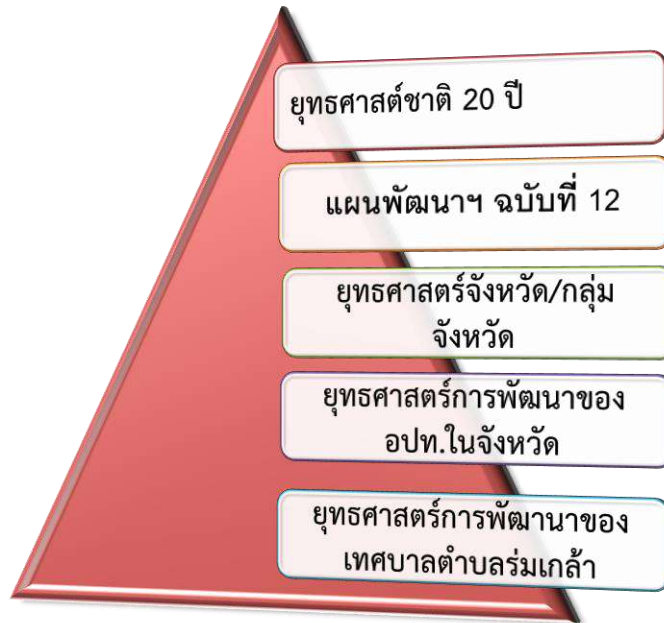 ยุทธศาสต์ชาติ 20 ปี
แผนพัฒนาฯ ฉบับที่ 12
ยุทธศาสตร์จังหวัด/กลุ่ม
จังหวัด
ยุทธศาสตร์การพัฒนาของ
อปท.ในจังหวัด
ยุทธศาสตร์การพัฒานาของ
เทศบาลตำบลร่มเกล้า